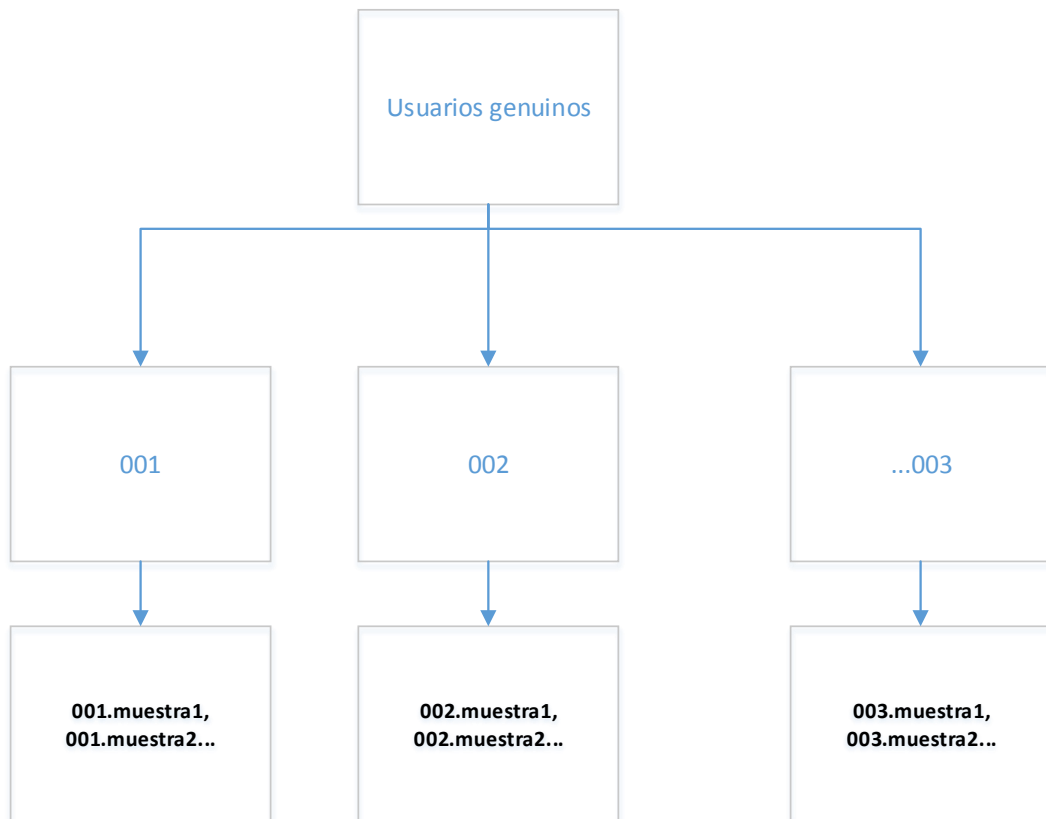 Usuarios genuinos
001
002
...003
001.muestra1,
001.muestra2...
002.muestra1,
002.muestra2...
003.muestra1,
003.muestra2...